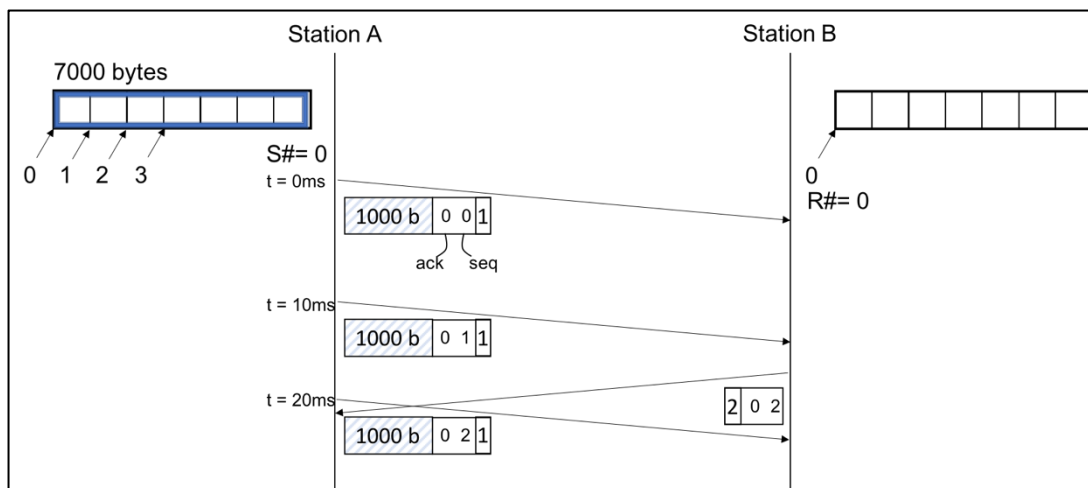 Station A
Station B
7000 bytes
0 1 2 3
S#= 0
0
R#= 0
t = 0ms
1000 b 0 0 1
ack seq
t = 10ms
1000 b 0 1 1
t = 20ms
2 0 2
1000 b 0 2 1